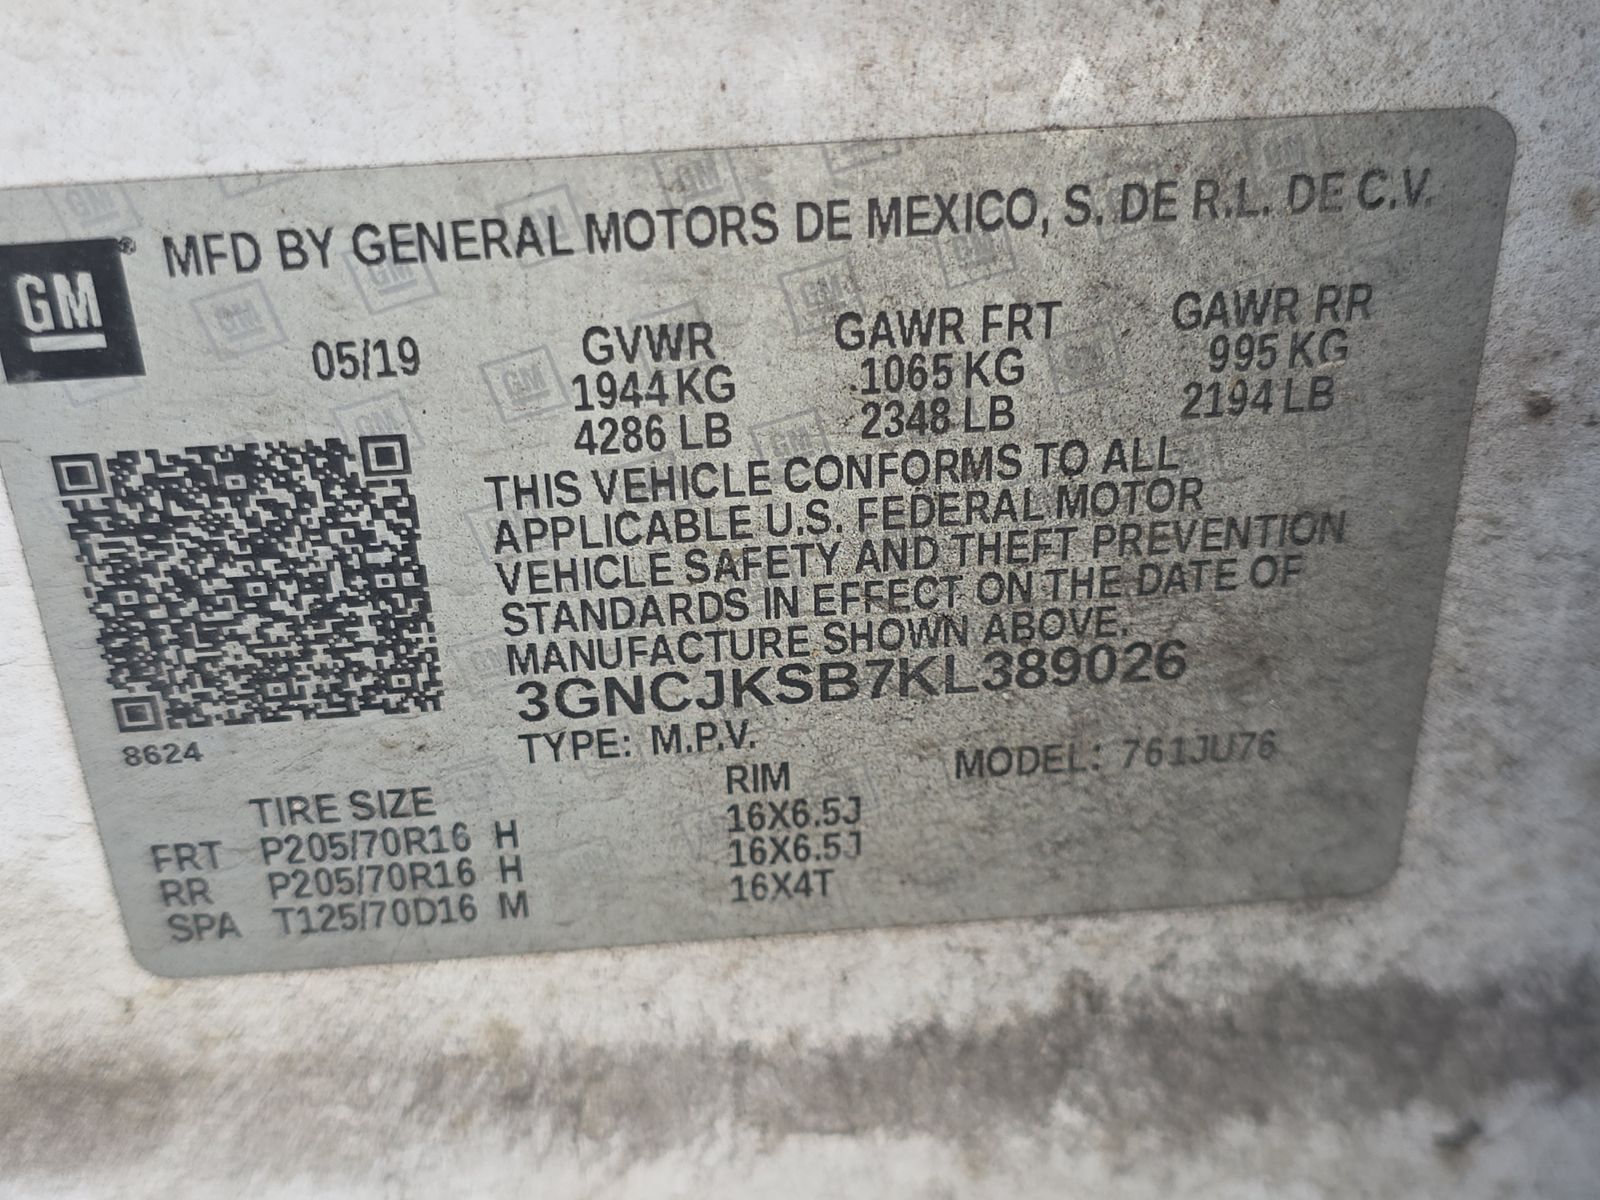 GM ® MFD BY GENERAL MOTORS DE MEXICO, S. DE R.L. DE C.V.
05/19 GVWR GAWR FRT GAWR RR
1944 KG 1065 KG 995 KG
4286 LB 2348 LB 2194 LB
THIS VEHICLE CONFORMS TO ALL
APPLICABLE U.S. FEDERAL MOTOR
VEHICLE SAFETY AND THEFT PREVENTION
STANDARDS IN EFFECT ON THE DATE OF
MANUFACTURE SHOWN ABOVE.
3GNCJKSB7KL389026
8624 TYPE: M.P.V. MODEL: 761JU76
TIRE SIZE RIM
FRT P205/70R16 H 16X6.5J
RR P205/70R16 H 16X6.5J
SPA T125/70D16 M 16X4T